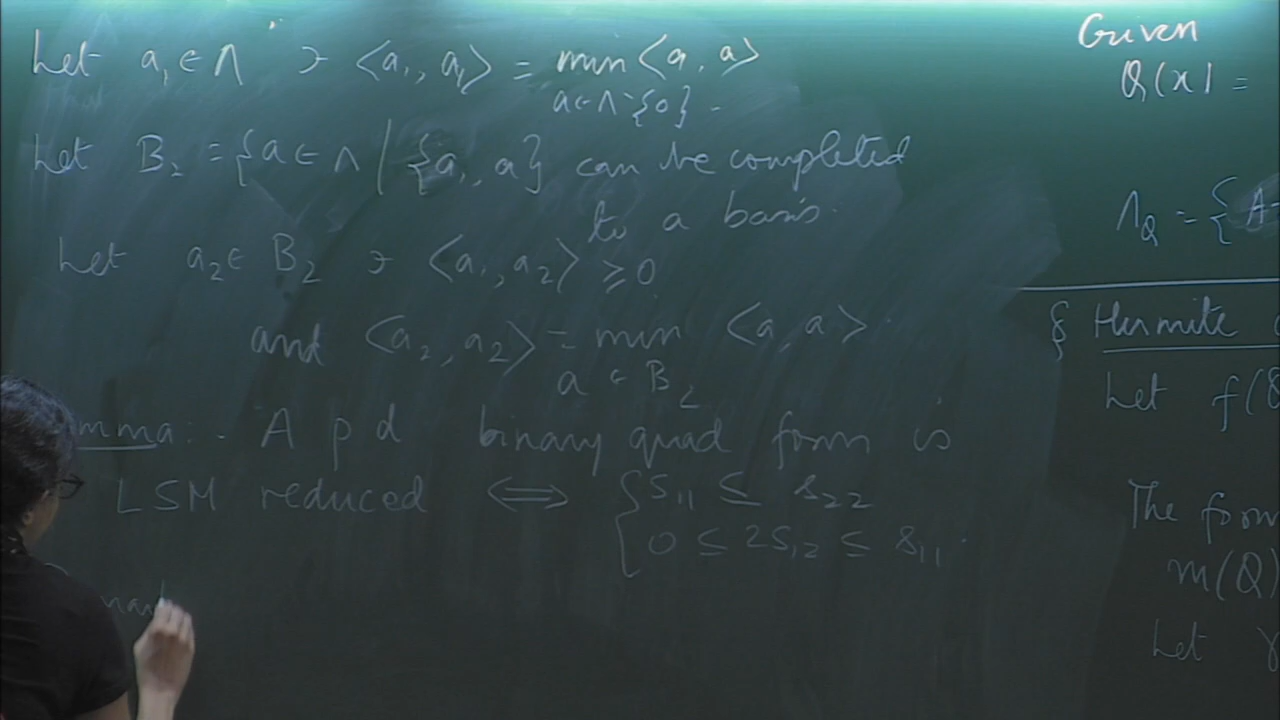 Let a₁ ∈ Λ ∋ <a₁, a₁> = min <a, a>
a ∈ Λ - {0}.
Let B₂ = {a ∈ Λ | {a₁, a} can be completed
to a basis.
Let a₂ ∈ B₂ ∋ <a₁, a₂> ≥ 0
and <a₂, a₂> = min <a, a>.
a ∈ B₂
mma: - A p d binary quad form is
LSM reduced ⟺ { s₁₁ ≤ s₂₂
0 ≤ 2s₁₂ ≤ s₁₁.
Given
Q(x) =
Λ_Q = { A
§ Hermite
Let f(
The form
m(Q)
Let γ